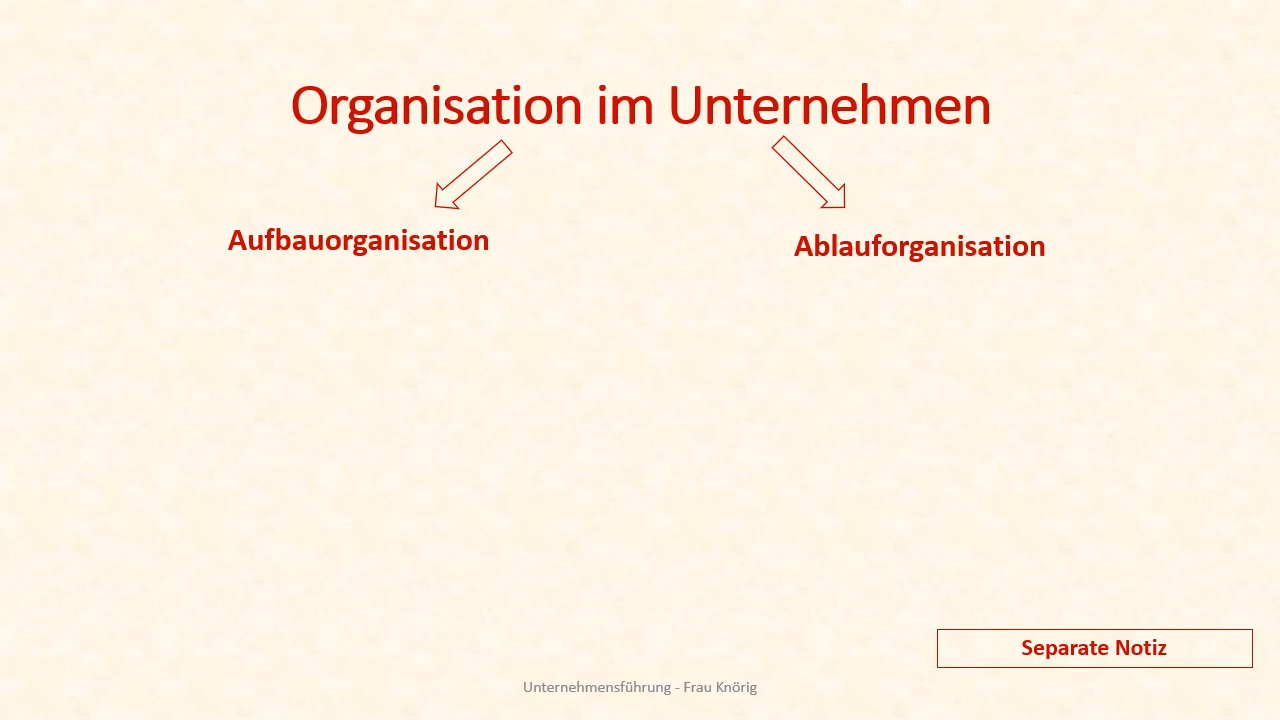 Organisation im Unternehmen
Aufbauorganisation
Ablauforganisation
Separate Notiz
Unternehmensführung - Frau Knörig